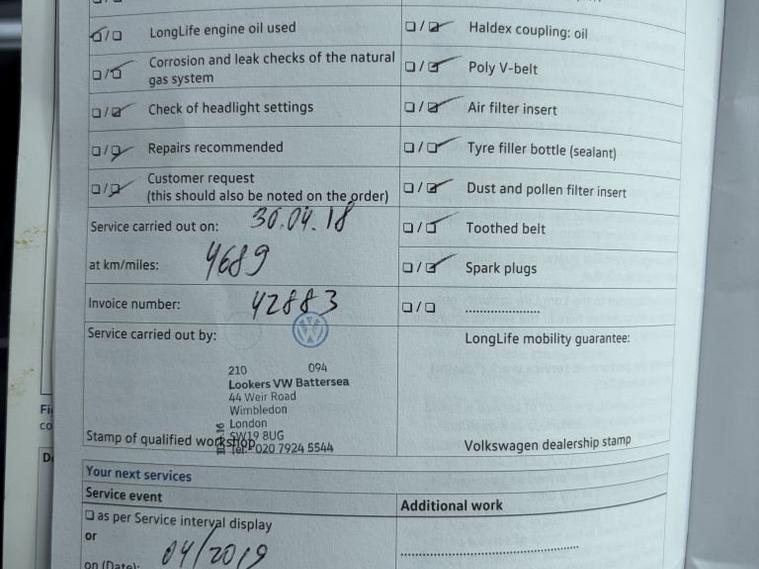 LongLife engine oil used
Corrosion and leak checks of the natural
gas system
Check of headlight settings
Repairs recommended
Customer request
(this should also be noted on the order)
Service carried out on: 30.04.18
at km/miles: 4689
Invoice number: 42883
Service carried out by:
210 094
Lookers VW Battersea
44 Weir Road
Wimbledon
London
SW19 8UG
Tel: 020 7924 5544
Stamp of qualified workshop
Haldex coupling: oil
Poly V-belt
Air filter insert
Tyre filler bottle (sealant)
Dust and pollen filter insert
Toothed belt
Spark plugs
LongLife mobility guarantee:
Volkswagen dealership stamp
Your next services
Service event
Additional work
as per Service interval display
or
on (Date): 04/2019